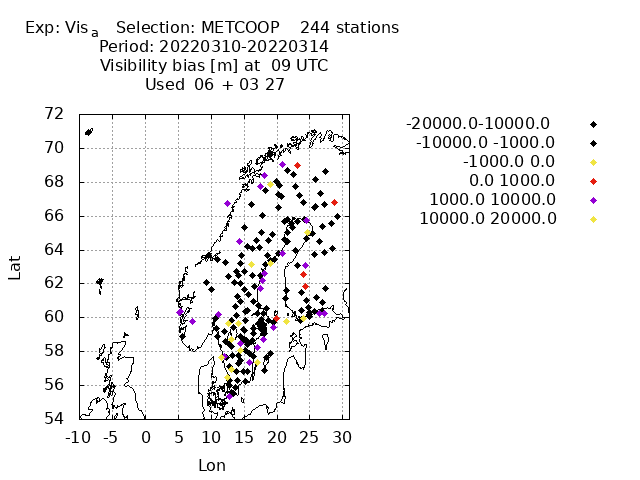 Exp: Vis a Selection: METCOOP 244 stations
Period: 20220310-20220314
Visibility bias [m] at 09 UTC
Used 06 + 03 27
-20000.0-10000.0
-10000.0 -1000.0
-1000.0 0.0
0.0 1000.0
1000.0 10000.0
10000.0 20000.0
72
70
68
66
64
62
60
58
56
54
Lat
-10 -5 0 5 10 15 20 25 30
Lon